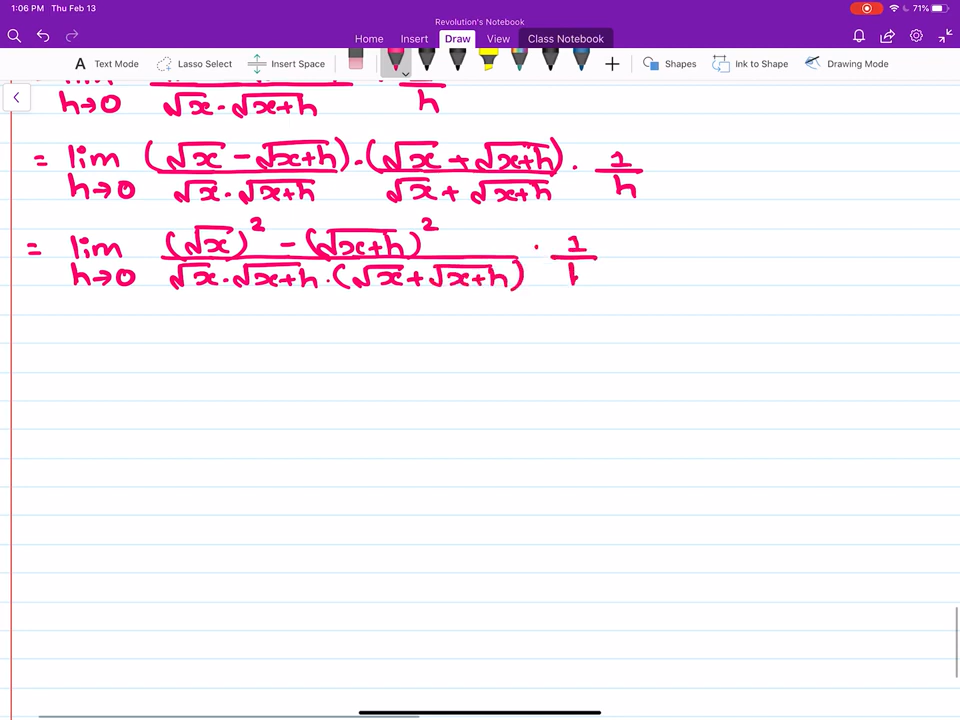 1:06 PM Thu Feb 13 71%
Revolution's Notebook
Home Insert Draw View Class Notebook
Text Mode Lasso Select Insert Space Shapes Ink to Shape Drawing Mode
h→0 √x · √x+h h
= lim (√x − √x+h) · (√x + √x+h) · 1
h→0 √x · √x+h √x + √x+h h
= lim (√x)² − (√x+h)² · 1
h→0 √x · √x+h · (√x + √x+h)